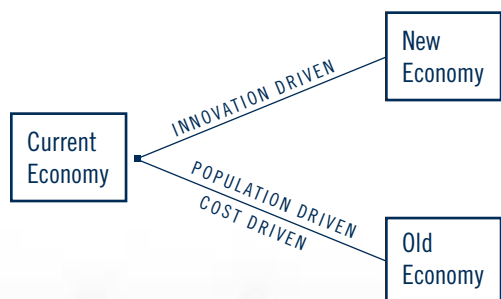 New
Economy
INNOVATION DRIVEN
Current
Economy
POPULATION DRIVEN
COST DRIVEN
Old
Economy